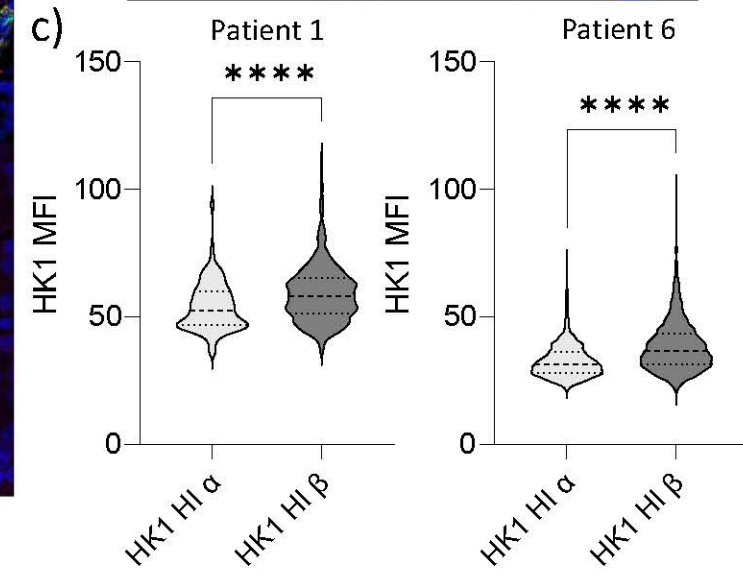 c)
Patient 1
150
100
50
0
HK1 MFI
****
HK1 HI α
HK1 HI β
Patient 6
150
100
50
0
HK1 MFI
****
HK1 HI α
HK1 HI β